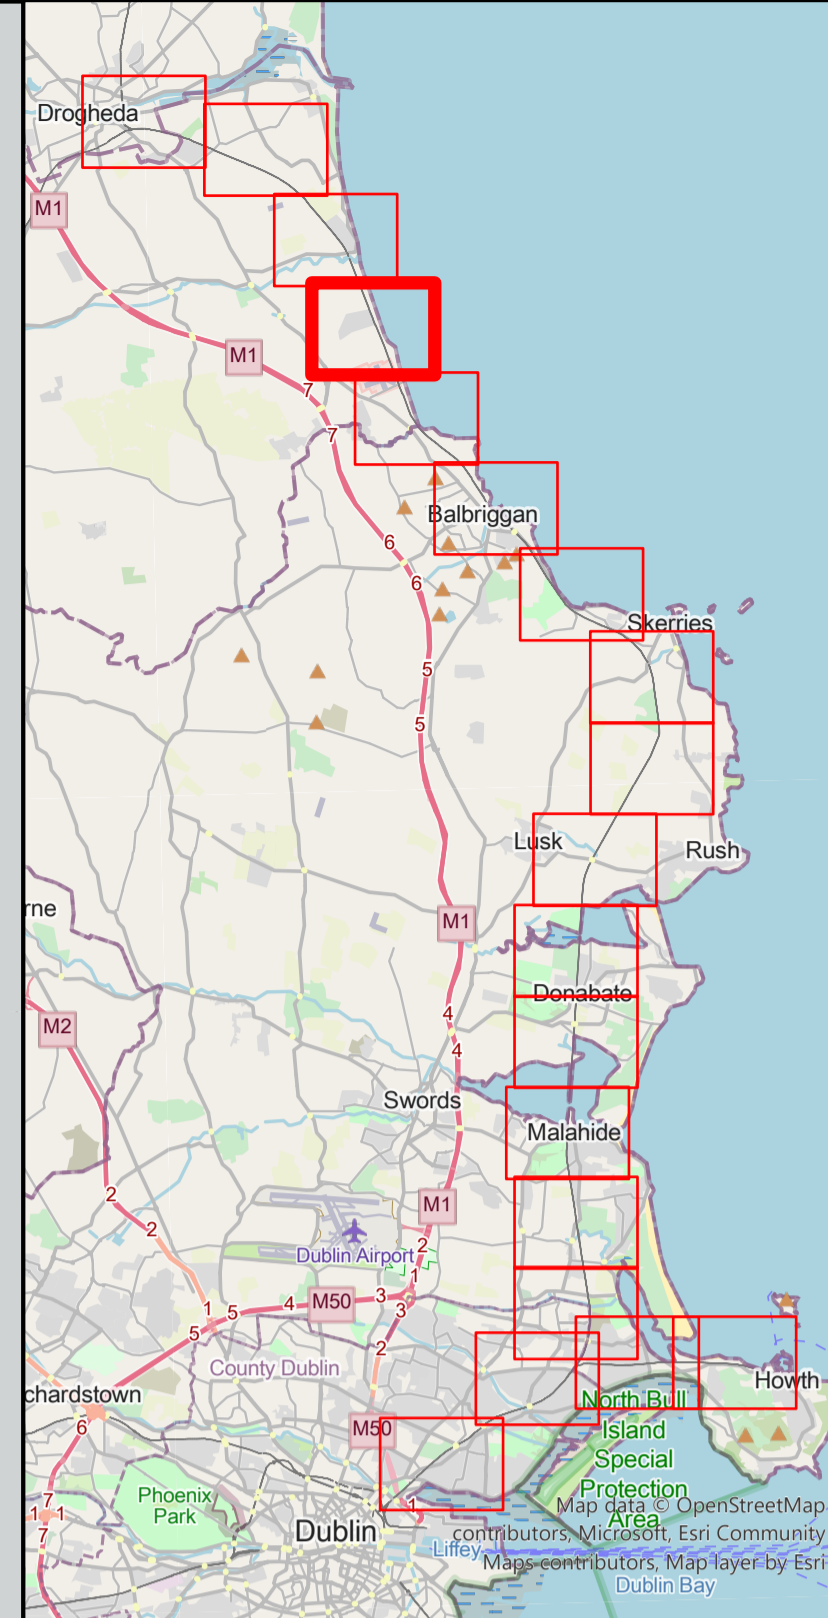 Drogheda
M1
M1
7
7
Balbriggan
6
6
Skerries
5
5
Lusk
Rush
rne
M1
Donabate
M2
4
4
Swords
Malahide
2
M1
2
Dublin Airport
2
1
M50
3
4
5
1
3
5
2
County Dublin
chardstown
Howth
6
M50
North Bull
Island
Special
Protection
Area
Phoenix
Park
7
1 1
7
1
Map data © OpenStreetMap
contributors, Microsoft, Esri Community
Maps contributors, Map layer by Esri
Dublin
Liffey
Dublin Bay